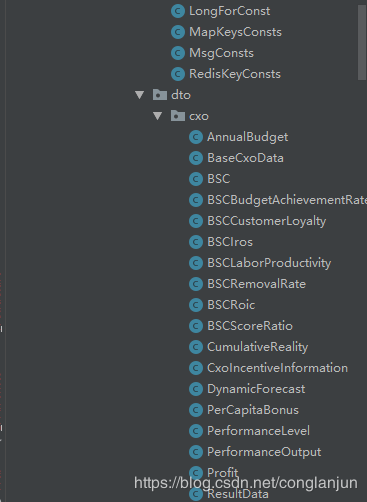 LongForConst
MapKeysConsts
MsgConsts
RedisKeyConsts
dto
cxo
AnnualBudget
BaseCxoData
BSC
BSCBudgetAchievementRate
BSCCustomerLoyalty
BSCIros
BSCLaborProductivity
BSCRemovalRate
BSCRoic
BSCScoreRatio
CumulativeReality
CxoIncentiveInformation
DynamicForecast
PerCapitaBonus
PerformanceLevel
PerformanceOutput
Profit
https://blog.csdn.net/conglanjun
ResultData